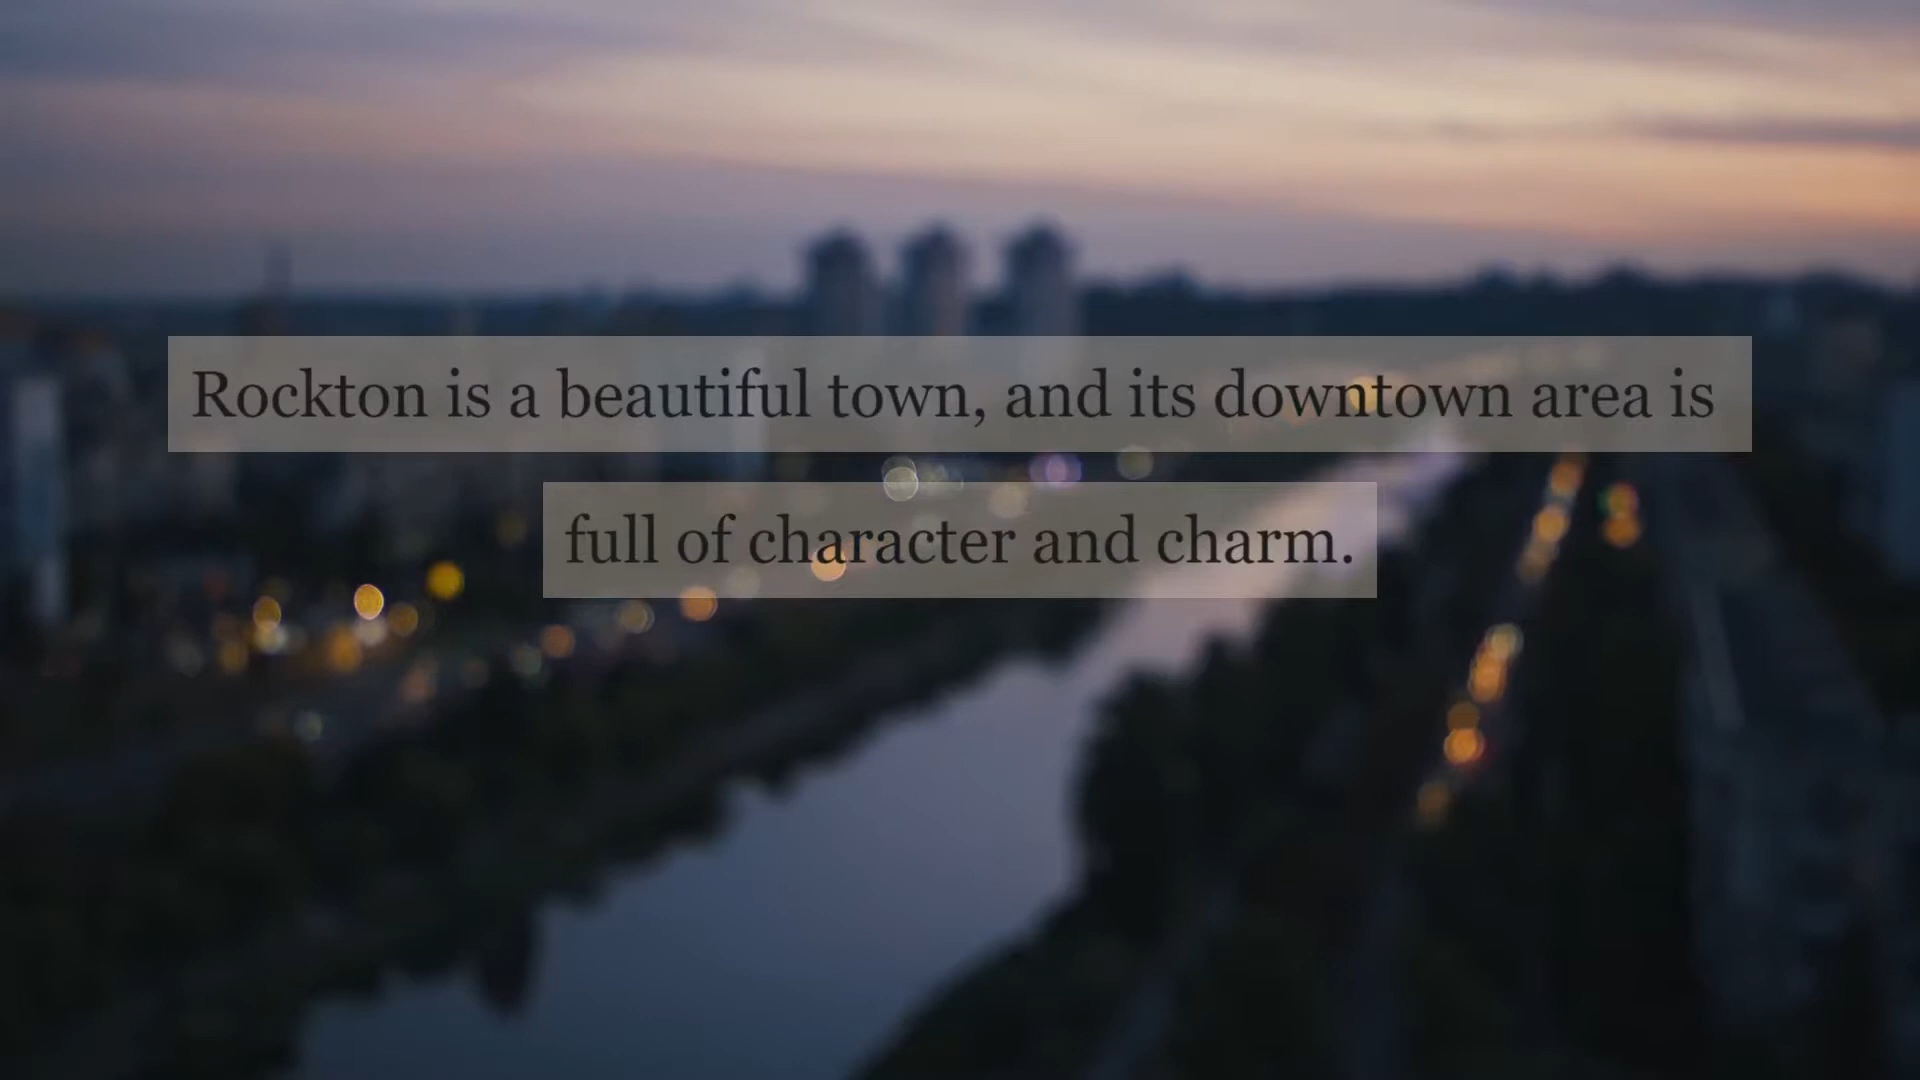 Rockton is a beautiful town, and its downtown area is
full of character and charm.